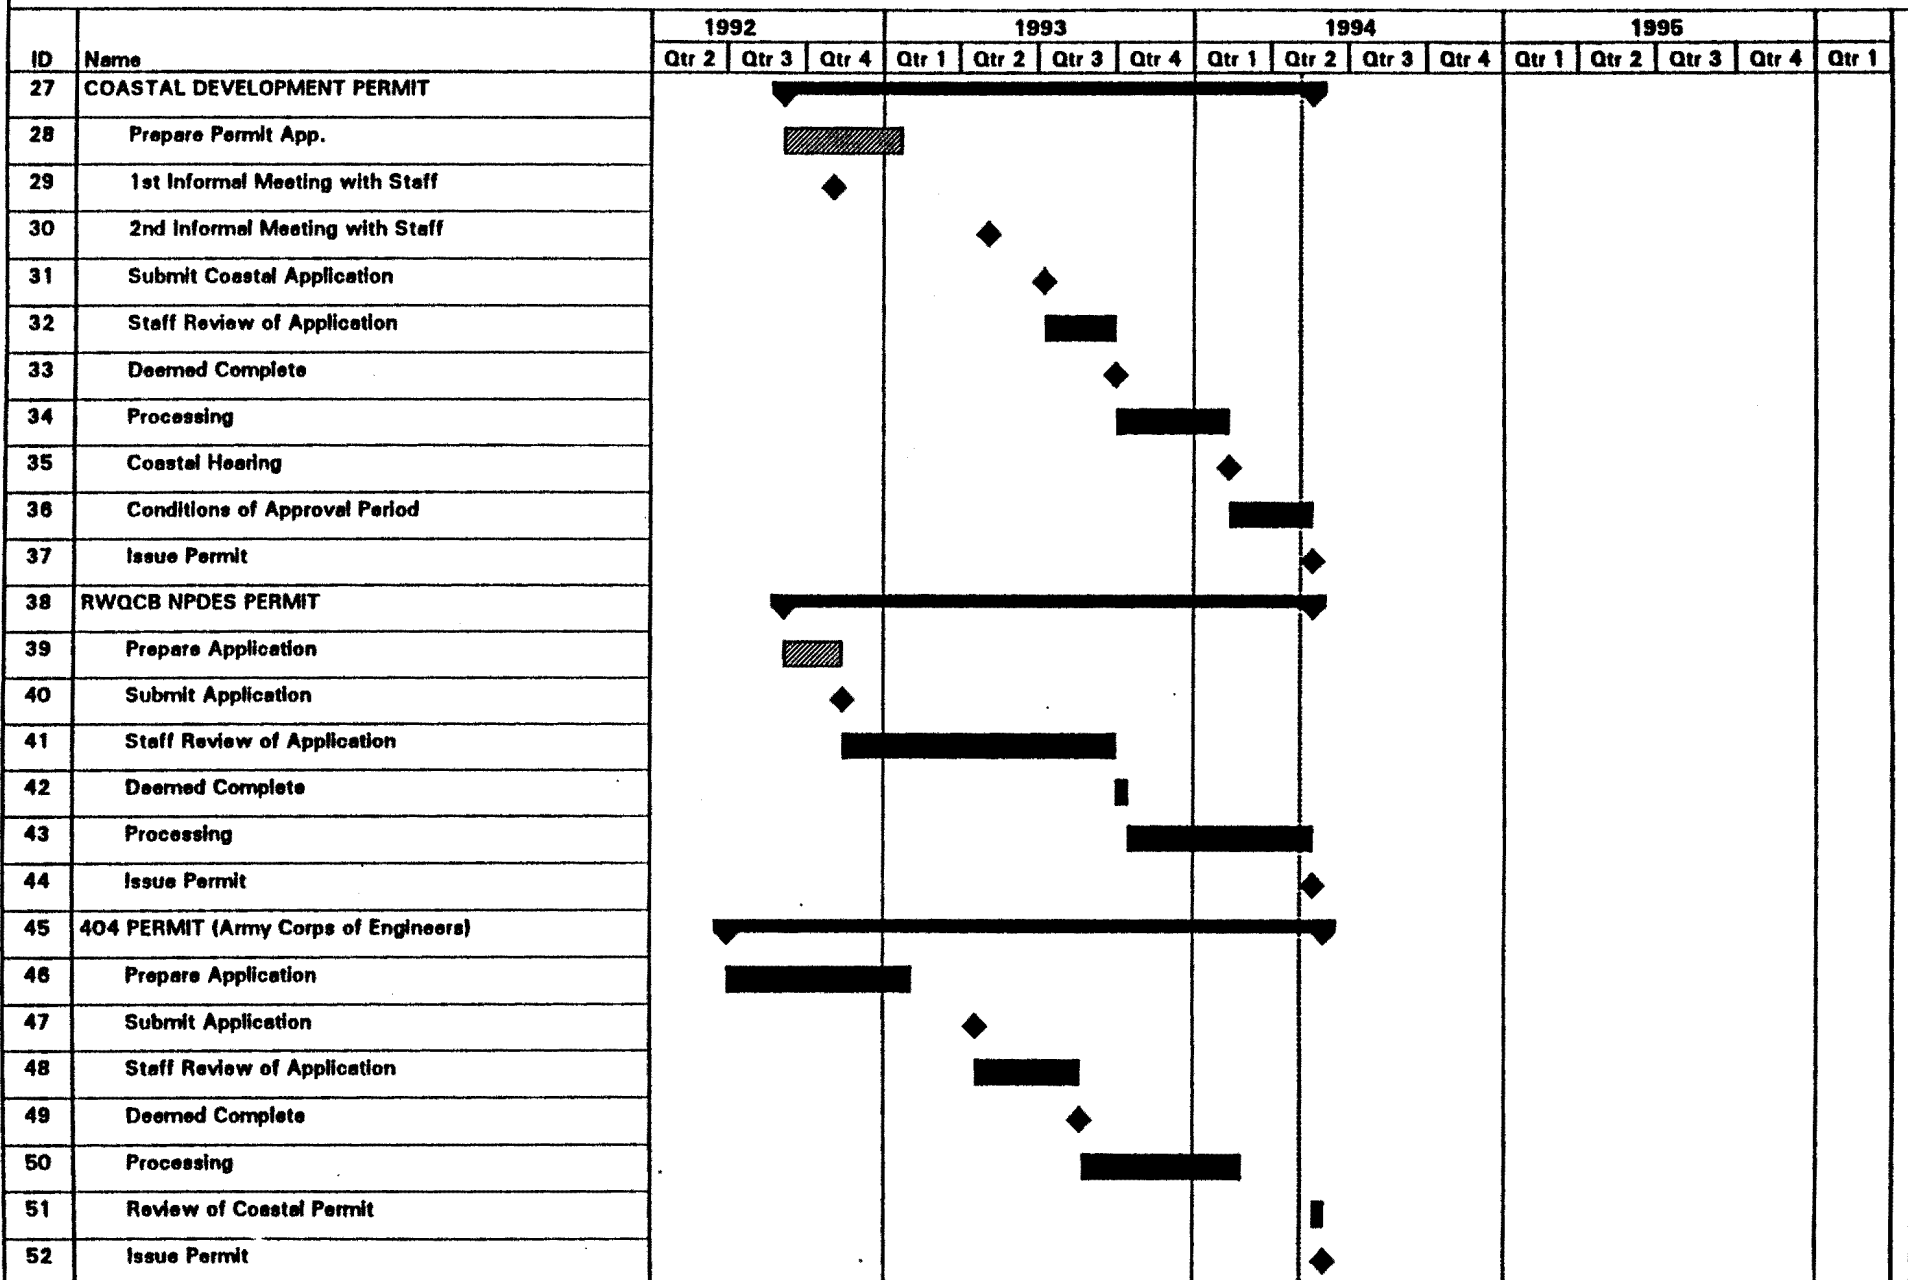 1992 1993 1994 1995
ID Name Qtr 2 Qtr 3 Qtr 4 Qtr 1 Qtr 2 Qtr 3 Qtr 4 Qtr 1 Qtr 2 Qtr 3 Qtr 4 Qtr 1 Qtr 2 Qtr 3 Qtr 4 Qtr 1
27 COASTAL DEVELOPMENT PERMIT
28 Prepare Permit App.
29 1st Informal Meeting with Staff
30 2nd Informal Meeting with Staff
31 Submit Coastal Application
32 Staff Review of Application
33 Deemed Complete
34 Processing
35 Coastal Hearing
36 Conditions of Approval Period
37 Issue Permit
38 RWQCB NPDES PERMIT
39 Prepare Application
40 Submit Application
41 Staff Review of Application
42 Deemed Complete
43 Processing
44 Issue Permit
45 404 PERMIT (Army Corps of Engineers)
46 Prepare Application
47 Submit Application
48 Staff Review of Application
49 Deemed Complete
50 Processing
51 Review of Coastal Permit
52 Issue Permit